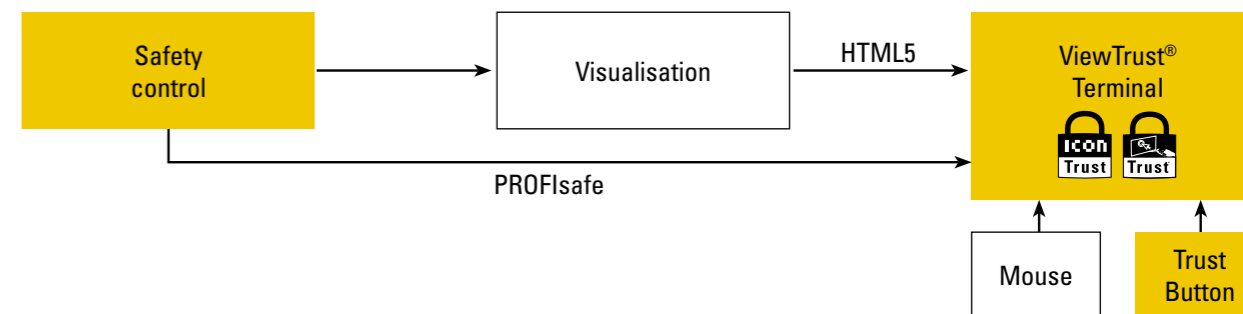 Safety
control
Visualisation
HTML5
ViewTrust®
Terminal
icon
Trust
Trust
PROFIsafe
Mouse
Trust
Button